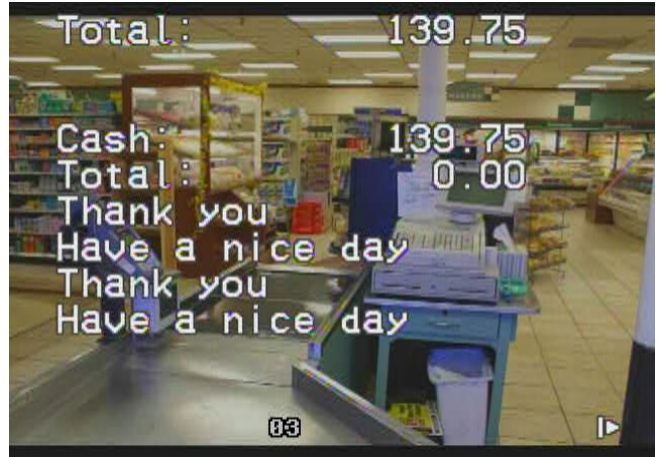 Total: 139.75
Cash: 139.75
Total: 0.00
Thank you
Have a nice day
Thank you
Have a nice day
03